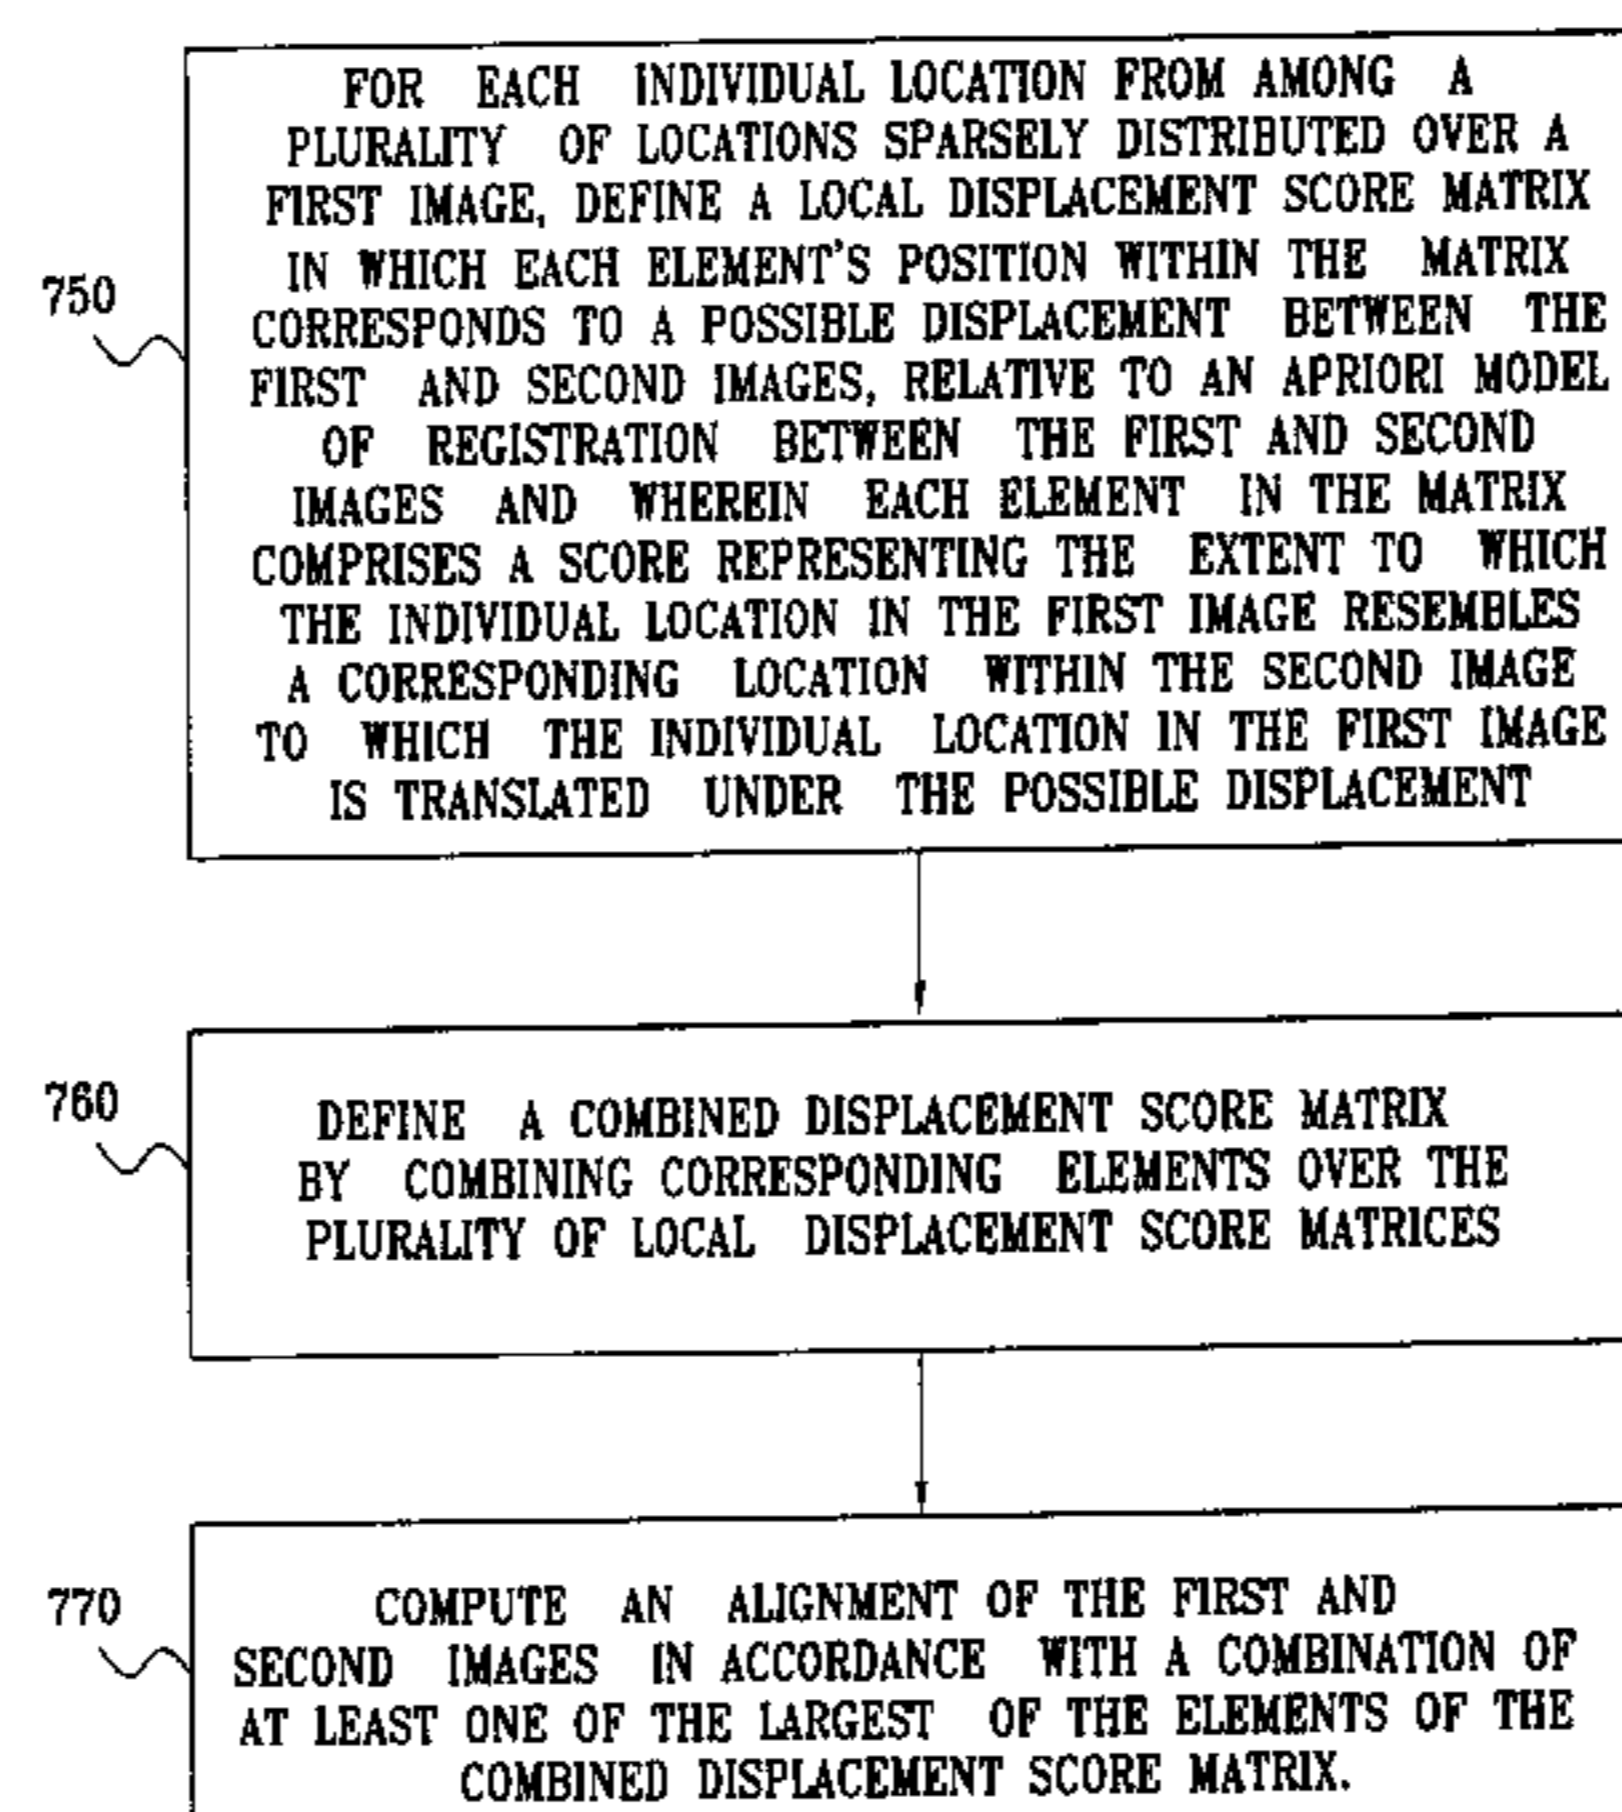 FOR EACH INDIVIDUAL LOCATION FROM AMONG A
PLURALITY OF LOCATIONS SPARSELY DISTRIBUTED OVER A
FIRST IMAGE, DEFINE A LOCAL DISPLACEMENT SCORE MATRIX
IN WHICH EACH ELEMENT'S POSITION WITHIN THE MATRIX
750
CORRESPONDS TO A POSSIBLE DISPLACEMENT BETWEEN THE
FIRST AND SECOND IMAGES, RELATIVE TO AN APRIORI MODEL
OF REGISTRATION BETWEEN THE FIRST AND SECOND
IMAGES AND WHEREIN EACH ELEMENT IN THE MATRIX
COMPRISES A SCORE REPRESENTING THE EXTENT TO WHICH
THE INDIVIDUAL LOCATION IN THE FIRST IMAGE RESEMBLES
A CORRESPONDING LOCATION WITHIN THE SECOND IMAGE
TO WHICH THE INDIVIDUAL LOCATION IN THE FIRST IMAGE
IS TRANSLATED UNDER THE POSSIBLE DISPLACEMENT
760
DEFINE A COMBINED DISPLACEMENT SCORE MATRIX
BY COMBINING CORRESPONDING ELEMENTS OVER THE
PLURALITY OF LOCAL DISPLACEMENT SCORE MATRICES
770
COMPUTE AN ALIGNMENT OF THE FIRST AND
SECOND IMAGES IN ACCORDANCE WITH A COMBINATION OF
AT LEAST ONE OF THE LARGEST OF THE ELEMENTS OF THE
COMBINED DISPLACEMENT SCORE MATRIX.